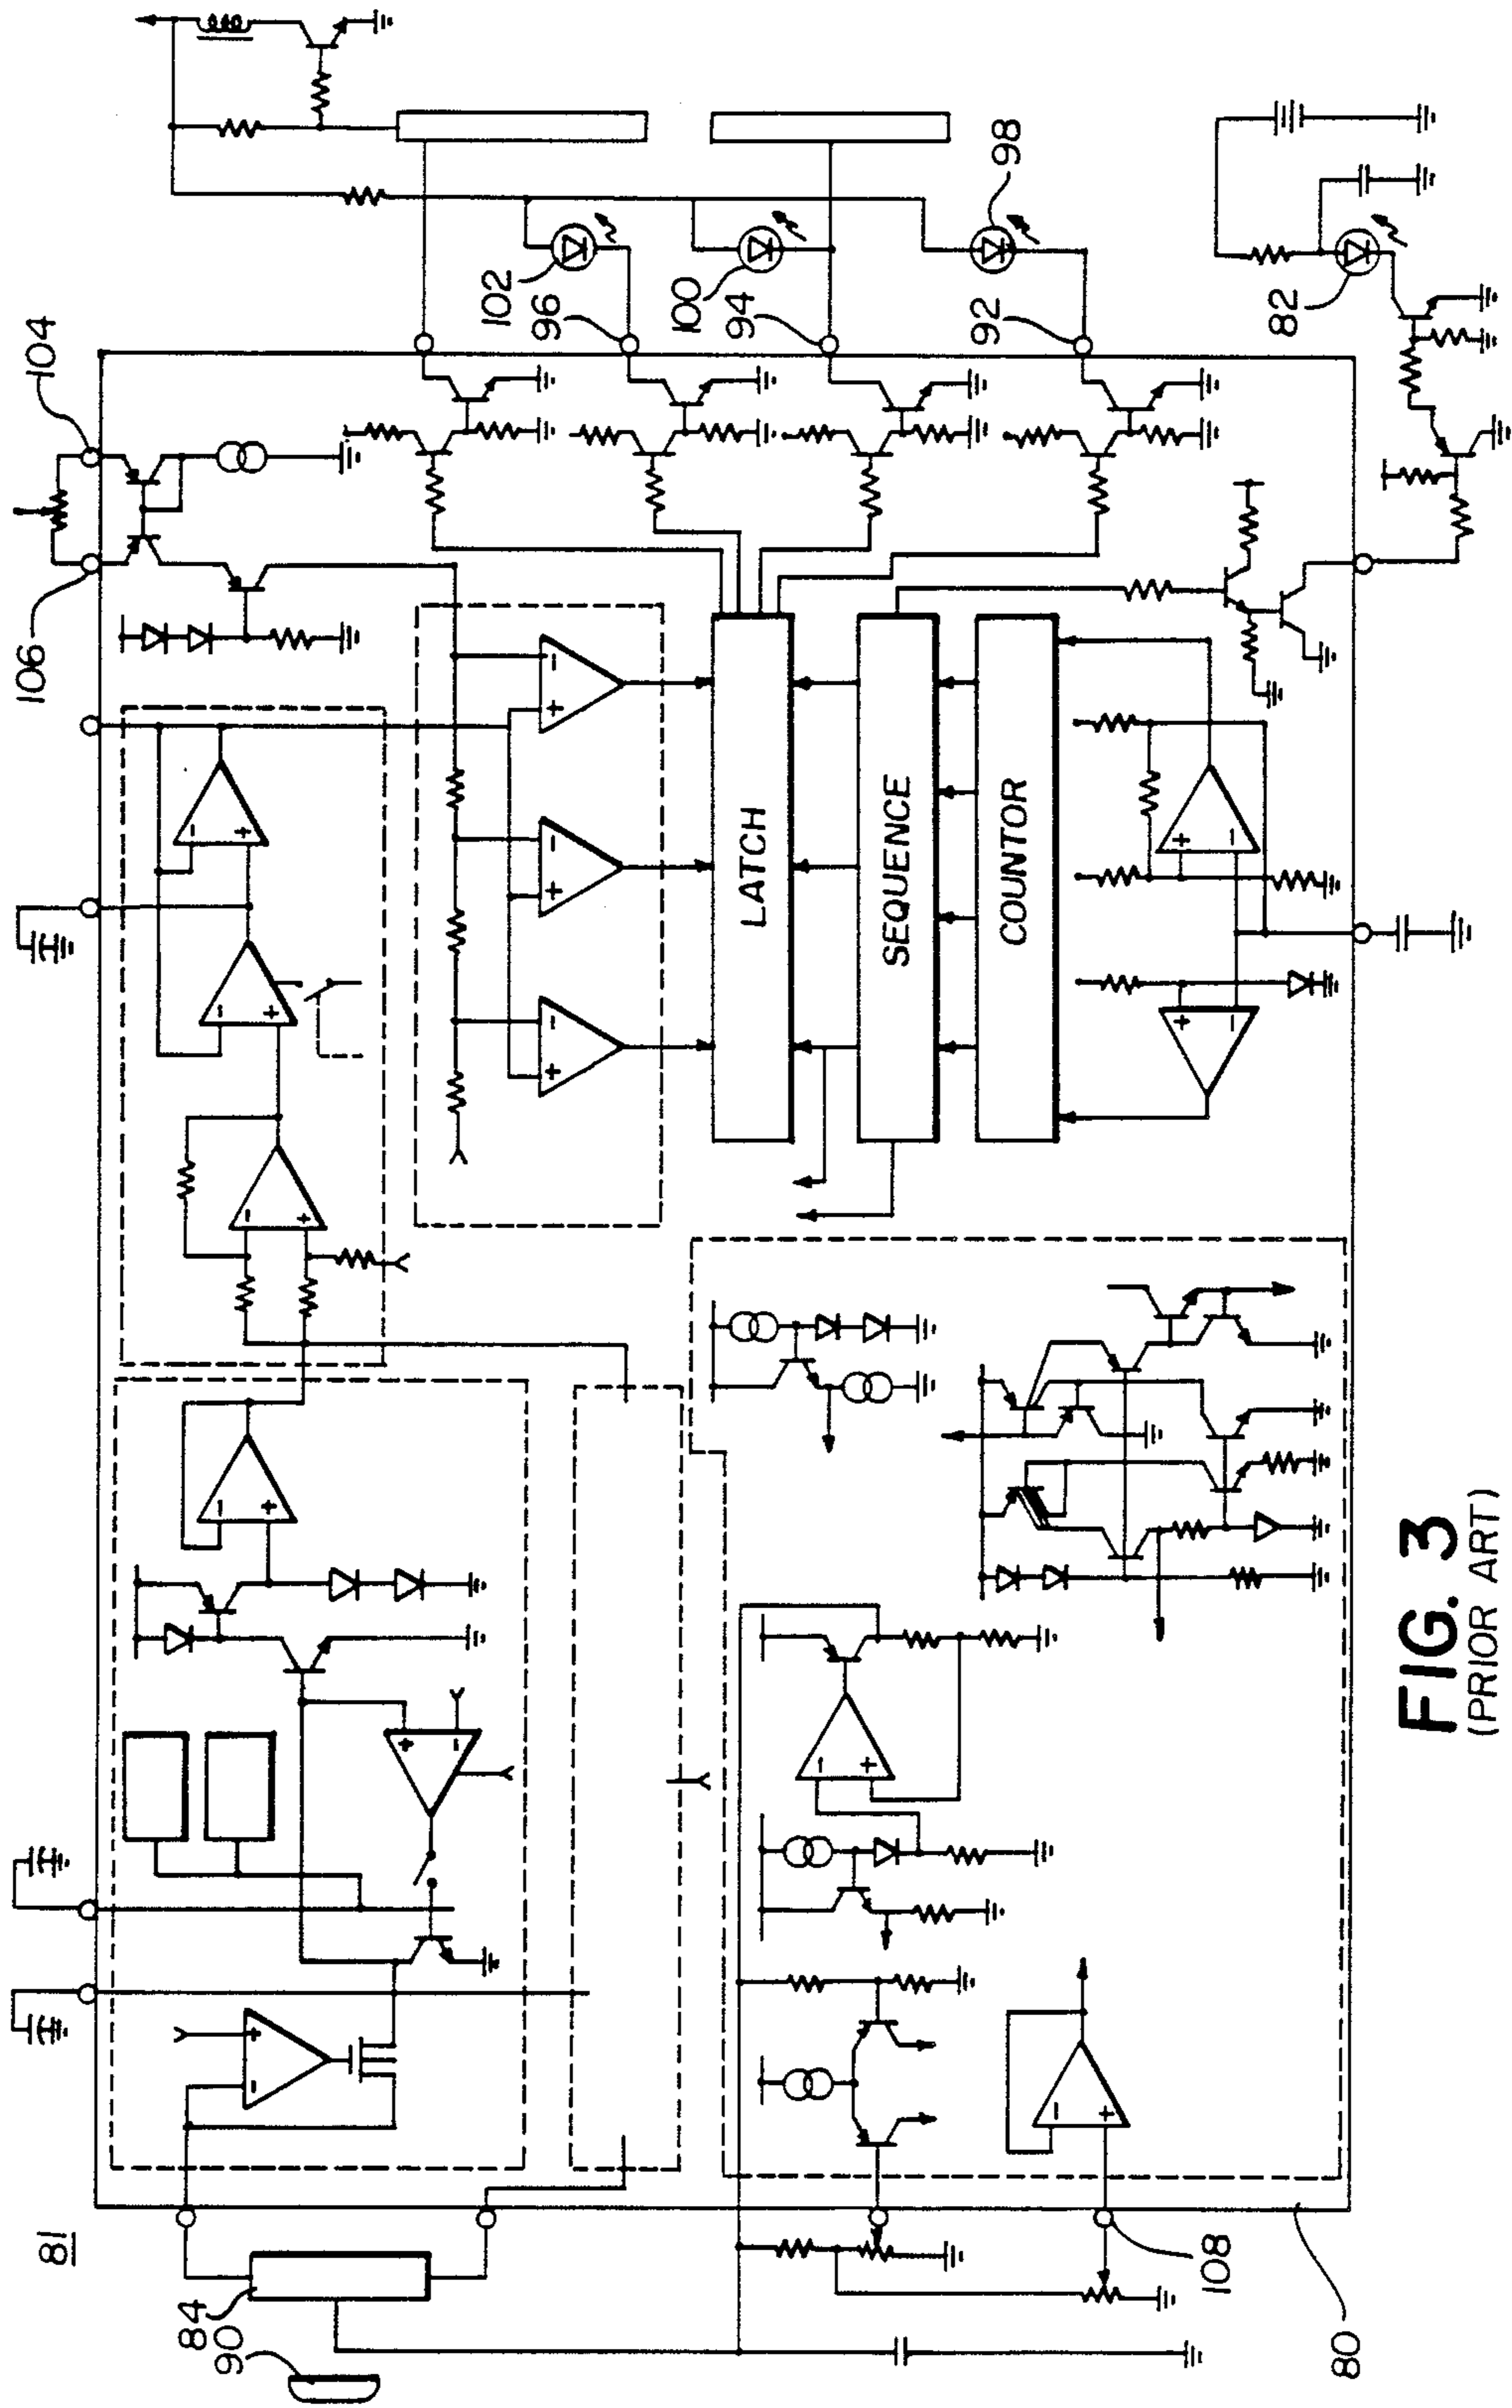 81
84
90
104
106
102
96
100
94
98
92
82
LATCH
SEQUENCE
COUNTOR
108
80
FIG. 3
(PRIOR ART)